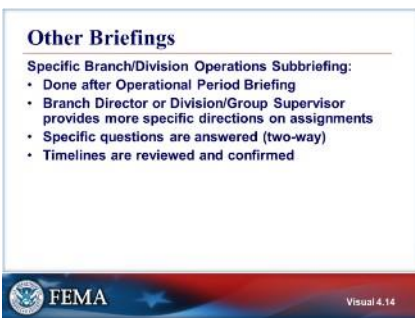 Other Briefings
Specific Branch/Division Operations Subbriefing:
• Done after Operational Period Briefing
• Branch Director or Division/Group Supervisor
provides more specific directions on assignments
• Specific questions are answered (two-way)
• Timelines are reviewed and confirmed
FEMA
Visual 4.14